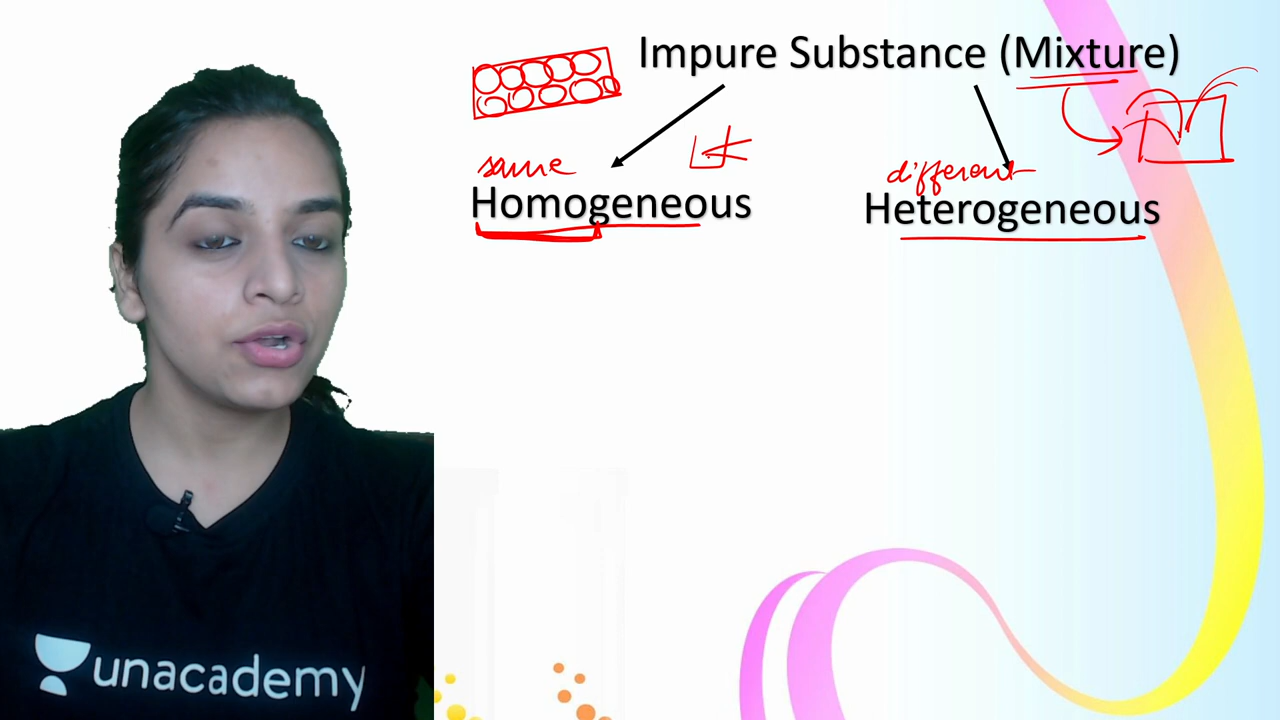 Impure Substance (Mixture)
same
different
Homogeneous
Heterogeneous
unacademy